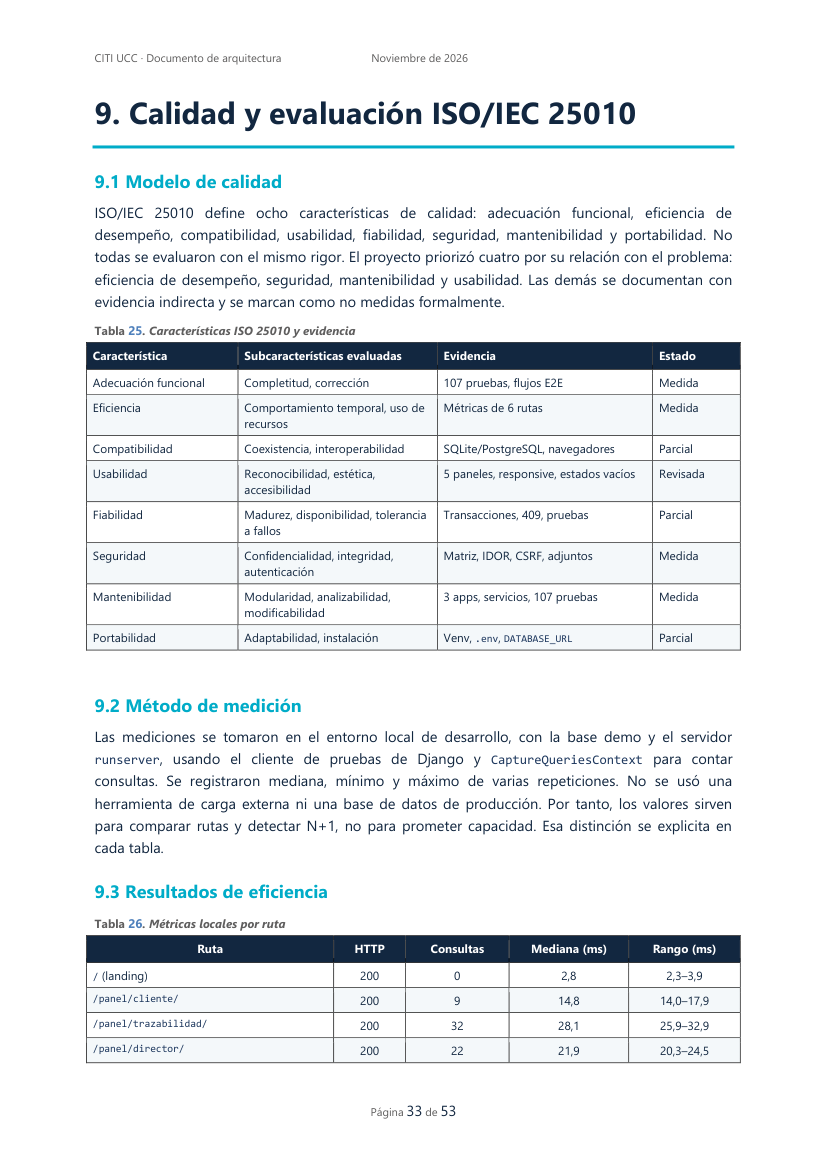 CITI UCC · Documento de arquitectura Noviembre de 2026
9. Calidad y evaluación ISO/IEC 25010
9.1 Modelo de calidad
ISO/IEC 25010 define ocho características de calidad: adecuación funcional, eficiencia de
desempeño, compatibilidad, usabilidad, fiabilidad, seguridad, mantenibilidad y portabilidad. No
todas se evaluaron con el mismo rigor. El proyecto priorizó cuatro por su relación con el problema:
eficiencia de desempeño, seguridad, mantenibilidad y usabilidad. Las demás se documentan con
evidencia indirecta y se marcan como no medidas formalmente.
Tabla 25. Características ISO 25010 y evidencia
Característica Subcaracterísticas evaluadas Evidencia Estado
Adecuación funcional Completitud, corrección 107 pruebas, flujos E2E Medida
Eficiencia Comportamiento temporal, uso de Métricas de 6 rutas Medida
recursos
Compatibilidad Coexistencia, interoperabilidad SQLite/PostgreSQL, navegadores Parcial
Usabilidad Reconocibilidad, estética, 5 paneles, responsive, estados vacíos Revisada
accesibilidad
Fiabilidad Madurez, disponibilidad, tolerancia Transacciones, 409, pruebas Parcial
a fallos
Seguridad Confidencialidad, integridad, Matriz, IDOR, CSRF, adjuntos Medida
autenticación
Mantenibilidad Modularidad, analizabilidad, 3 apps, servicios, 107 pruebas Medida
modificabilidad
Portabilidad Adaptabilidad, instalación Venv, .env, DATABASE_URL Parcial
9.2 Método de medición
Las mediciones se tomaron en el entorno local de desarrollo, con la base demo y el servidor
runserver, usando el cliente de pruebas de Django y CaptureQueriesContext para contar
consultas. Se registraron mediana, mínimo y máximo de varias repeticiones. No se usó una
herramienta de carga externa ni una base de datos de producción. Por tanto, los valores sirven
para comparar rutas y detectar N+1, no para prometer capacidad. Esa distinción se explicita en
cada tabla.
9.3 Resultados de eficiencia
Tabla 26. Métricas locales por ruta
Ruta HTTP Consultas Mediana (ms) Rango (ms)
/ (landing) 200 0 2,8 2,3–3,9
/panel/cliente/ 200 9 14,8 14,0–17,9
/panel/trazabilidad/ 200 32 28,1 25,9–32,9
/panel/director/ 200 22 21,9 20,3–24,5
Página 33 de 53